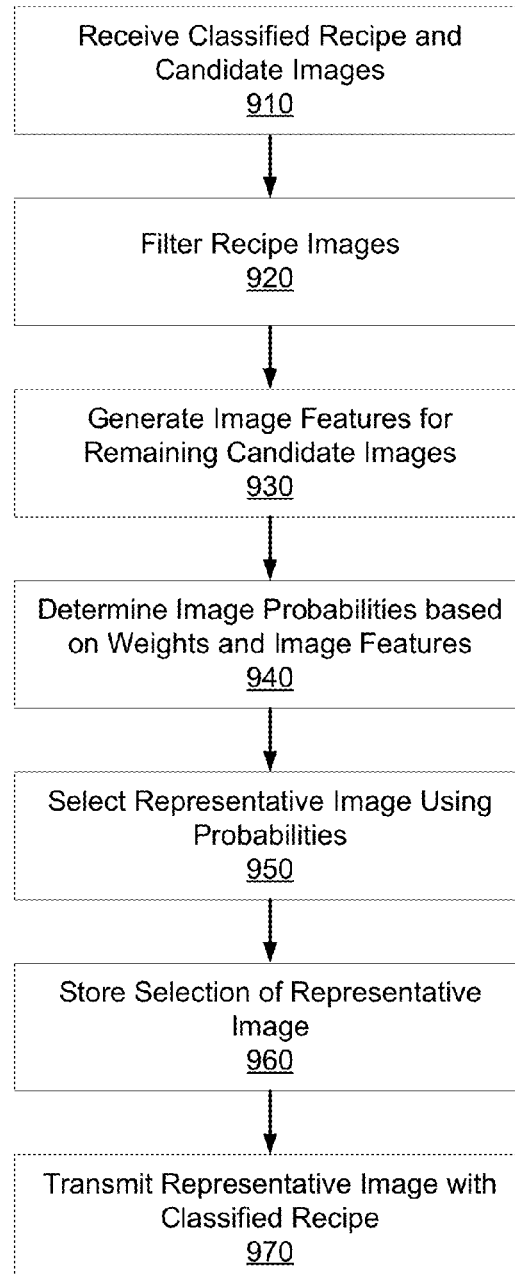 Receive Classified Recipe and
Candidate Images
910
Filter Recipe Images
920
Generate Image Features for
Remaining Candidate Images
930
Determine Image Probabilities based
on Weights and Image Features
940
Select Representative Image Using
Probabilities
950
Store Selection of Representative
Image
960
Transmit Representative Image with
Classified Recipe
970